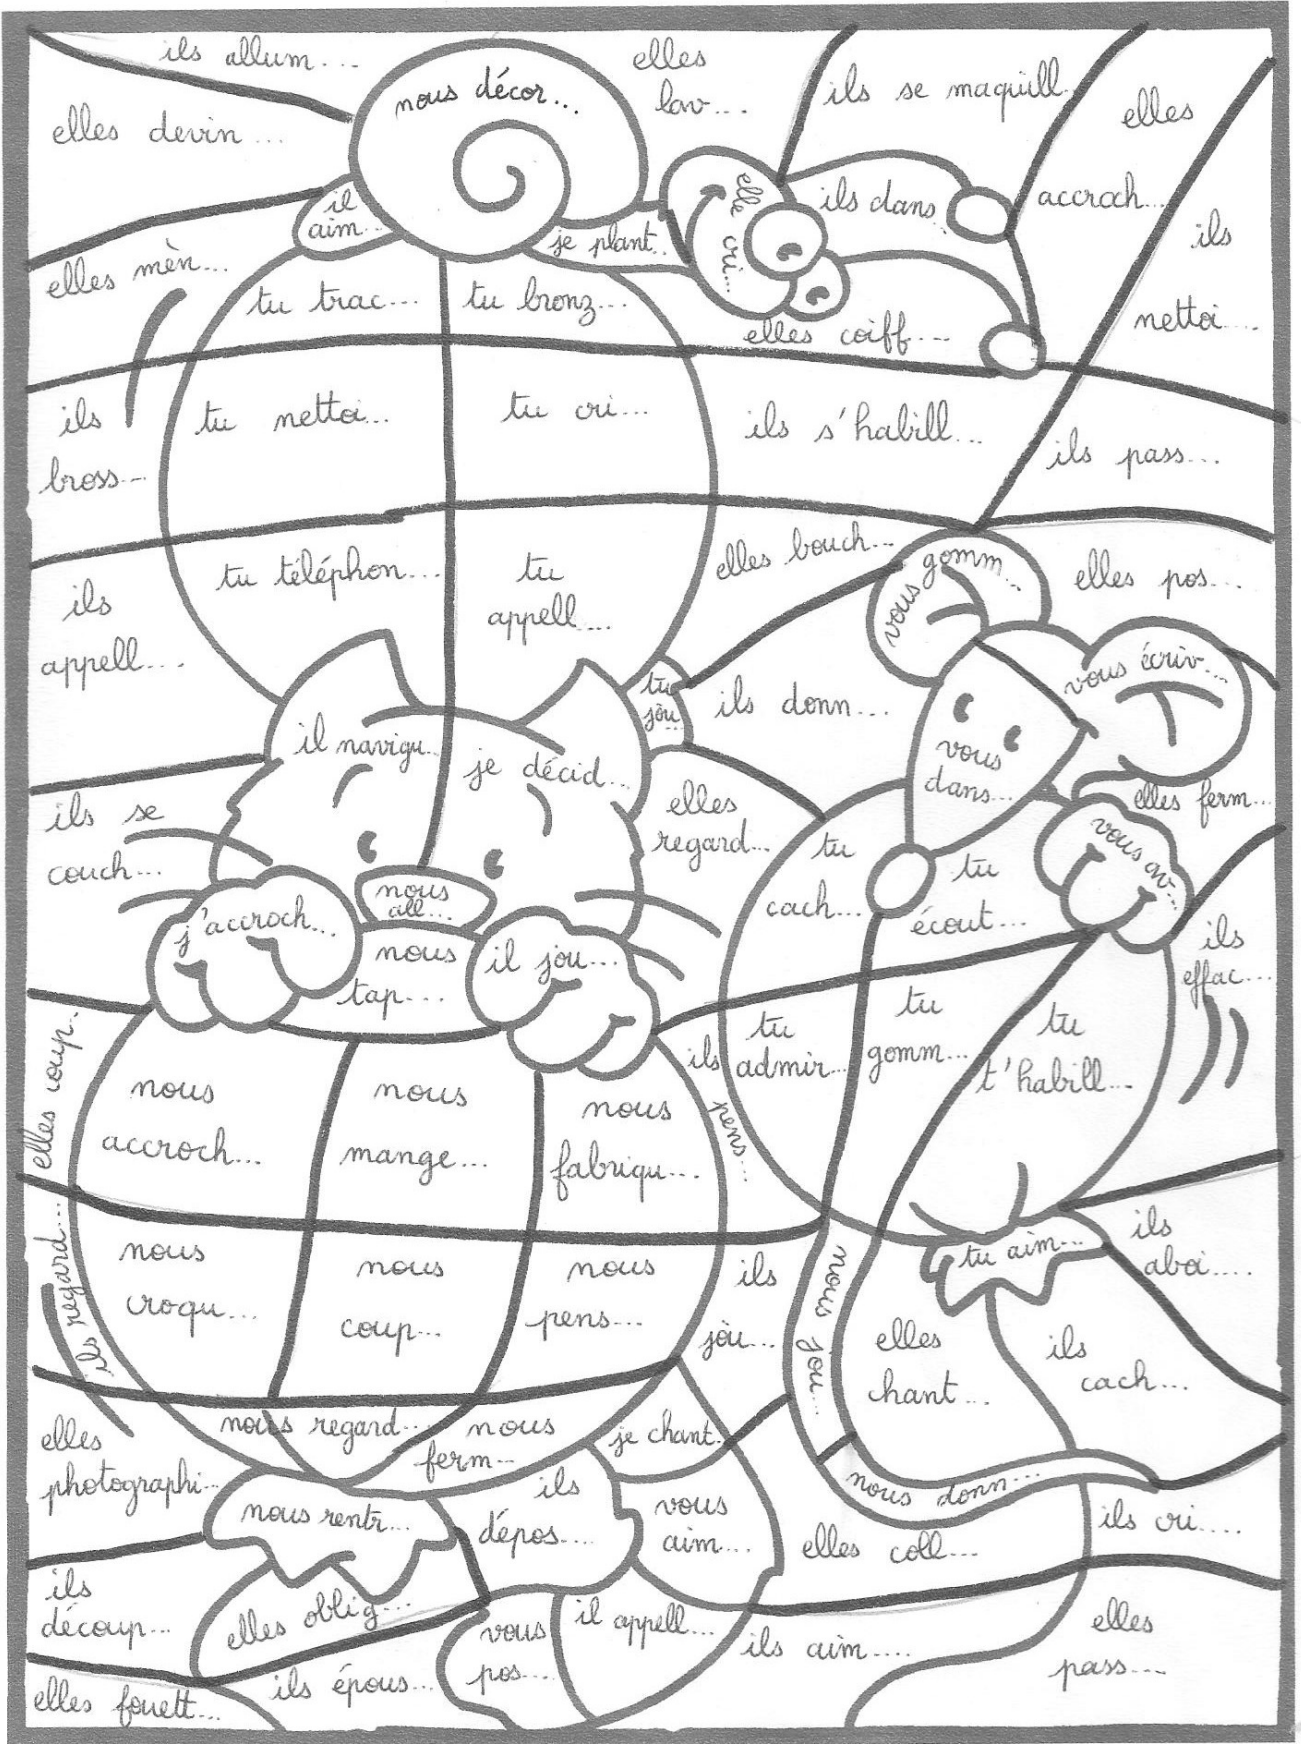 ils allum...
elles devin...
nous décor...
elles
lav...
ils se maquill
elles
accroch...
ils
nettoi....
il
aim...
je plant..
elle cri...
ils dans...
elles mèn...
tu trac...
tu bronz...
elles coiff...
ils
bross...
tu nettoi...
tu cri...
ils s'habill...
ils pass...
ils
appell...
tu téléphon...
tu
appell...
elles bouch...
vous gomm...
elles pos...
vous écriv...
tu
jou..
ils donn...
vous
dans...
il navigu..
je décid...
elles
regard...
elles ferm...
ils se
couch...
tu
cach...
tu
écout...
vous av...
j'accroch...
nous
all...
nous
tap...
il jou...
ils
effac...
elles coup...
ils
pens...
tu
admir...
tu
gomm...
tu
t'habill...
nous
accroch...
nous
mange...
nous
fabriqu...
ils regard...
nous
croqu...
nous
coup...
nous
pens...
ils
jou...
nous jou...
tu aim...
ils
aboi....
elles
chant...
ils
cach...
elles
photographi...
nous regard...
nous
ferm...
je chant..
nous rentr...
ils
dépos....
vous
aim....
nous donn...
elles coll...
ils cri....
ils
découp...
elles oblig...
vous
pos...
il appell...
ils aim....
elles
pass...
elles fouett...
ils épous...